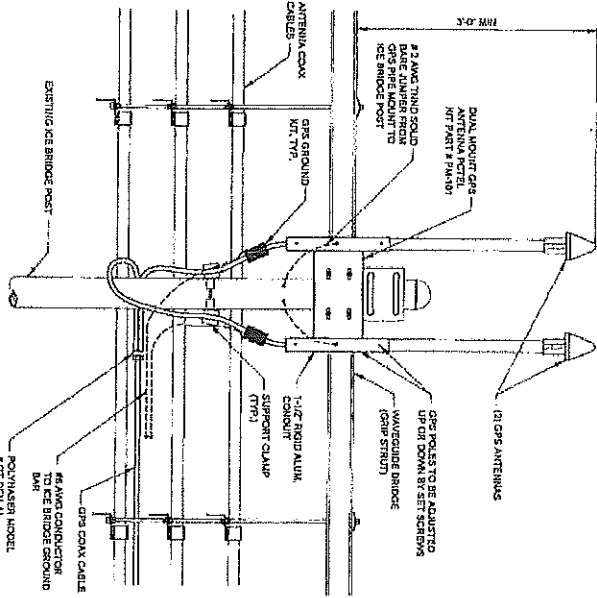 ANTENNA COAX
CABLES
MIN.
# 2 AWG TNND SOLID
BARE JUMPER FROM
GPS PIPE MOUNT TO
ICE BRIDGE POST
DUAL MOUNT GPS
ANTENNA PCTEL
KIT PART # PM-101
GPS GROUND
KIT, TYP.
EXISTING ICE BRIDGE POST
(2) GPS ANTENNAS
GPS POLES TO BE ADJUSTED
UP OR DOWN BY SET SCREWS
WAVEGUIDE BRIDGE
(GRIP STRUT)
1-1/2" RIGID ALUM.
CONDUIT
SUPPORT CLAMP
(TYP.)
GPS COAX CABLE
#6 AWG CONDUCTOR
TO ICE BRIDGE GROUND
BAR
POLYPHASER MODEL